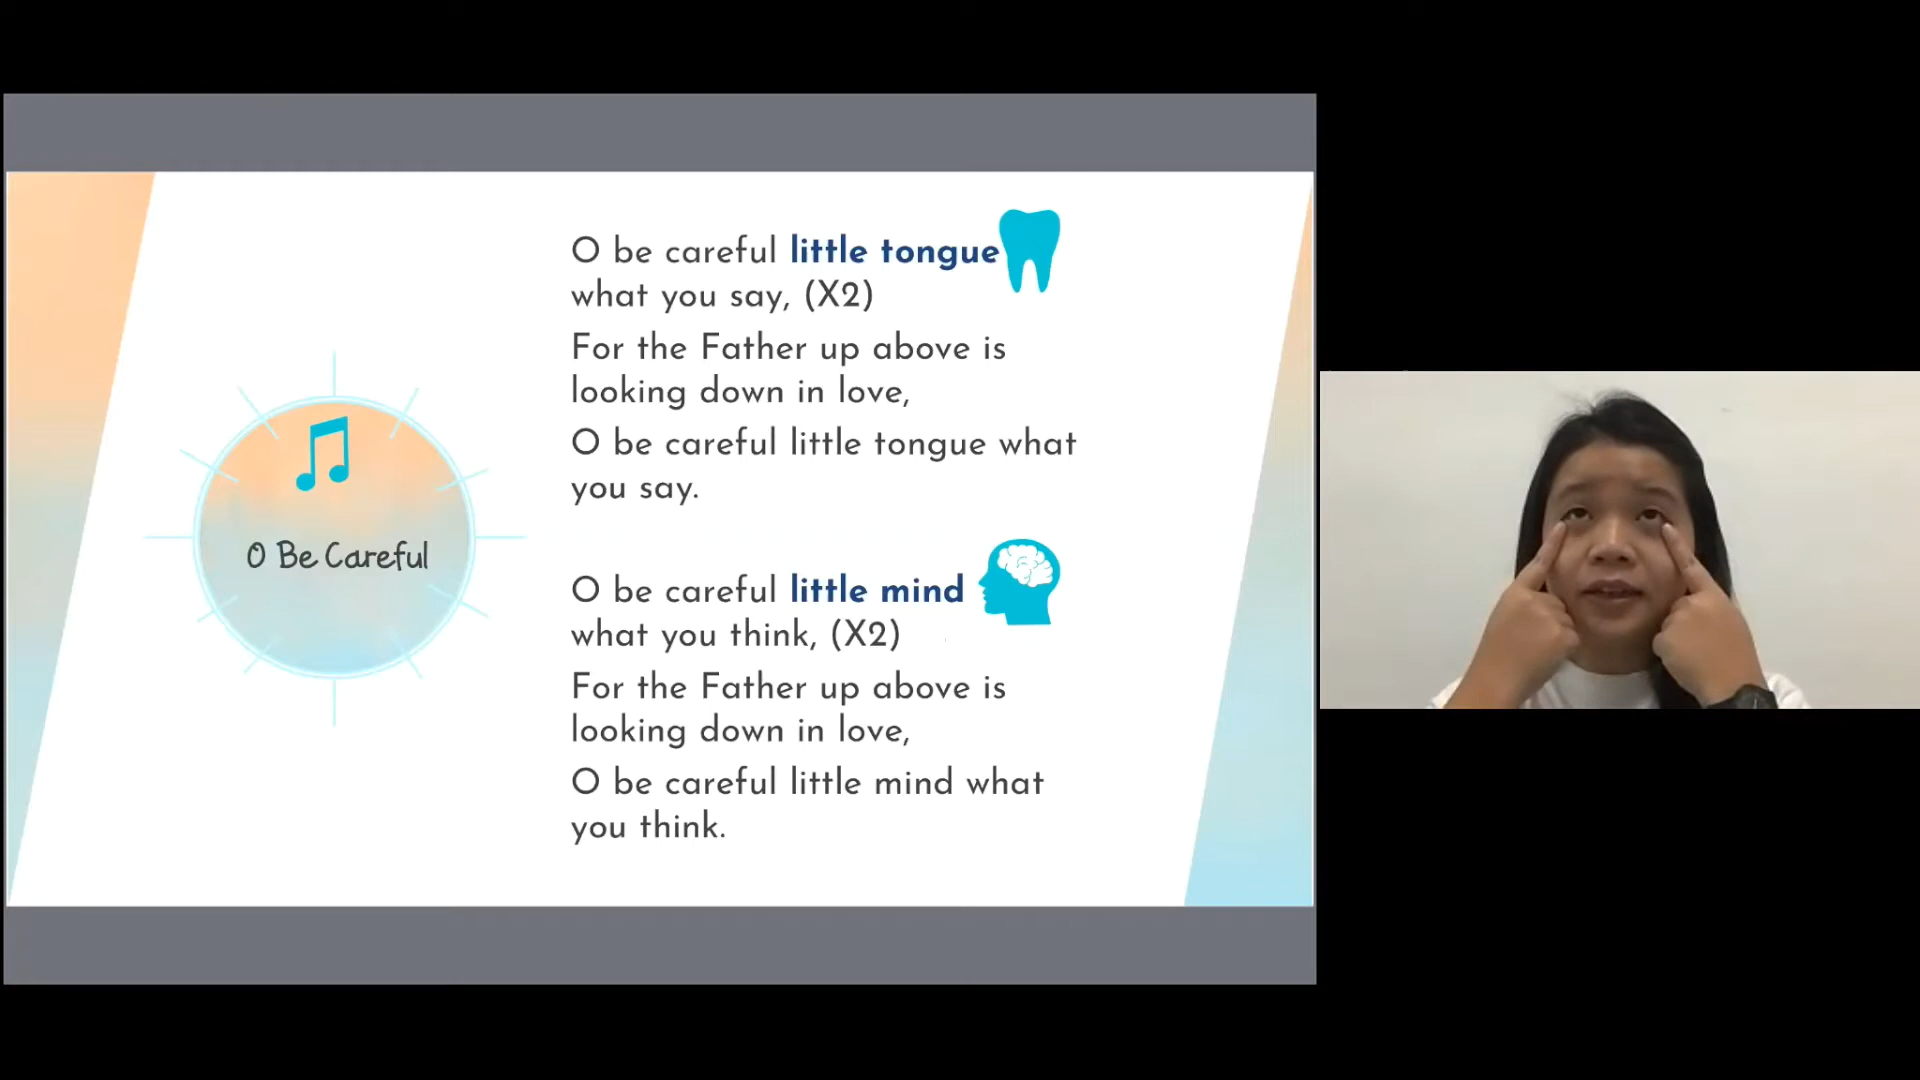 O Be Careful
O be careful little tongue
what you say, (X2)
For the Father up above is
looking down in love,
O be careful little tongue what
you say.
O be careful little mind
what you think, (X2)
For the Father up above is
looking down in love,
O be careful little mind what
you think.